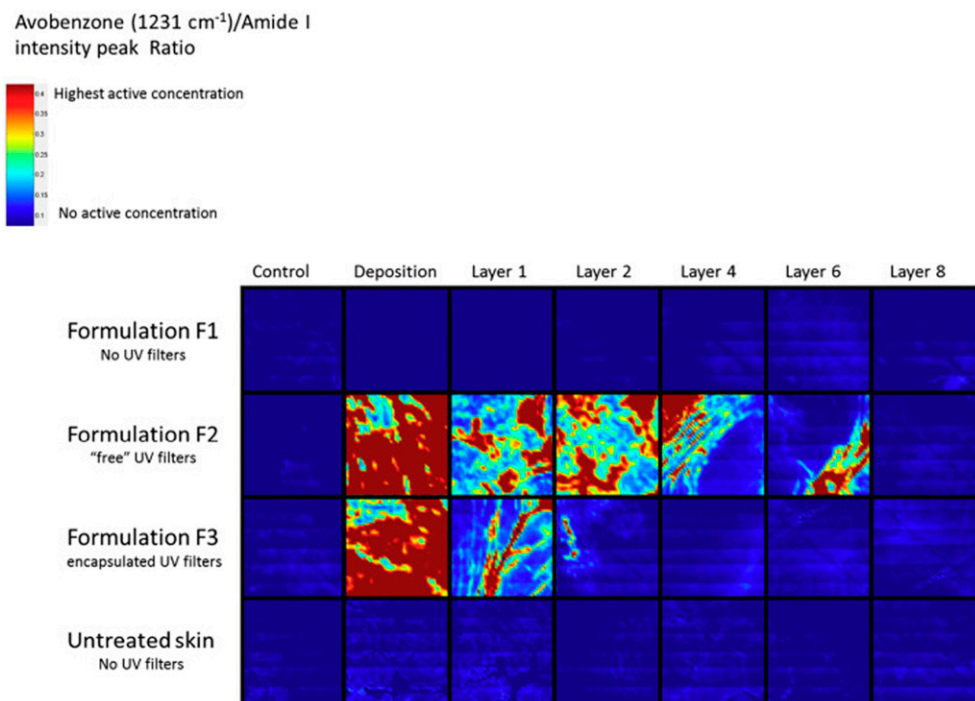 Avobenzone (1231 cm⁻¹)/Amide I
intensity peak Ratio
Highest active concentration
0.4
0.35
0.3
0.25
0.2
0.15
0.1
No active concentration
Control Deposition Layer 1 Layer 2 Layer 4 Layer 6 Layer 8
Formulation F1
No UV filters
Formulation F2
“free” UV filters
Formulation F3
encapsulated UV filters
Untreated skin
No UV filters